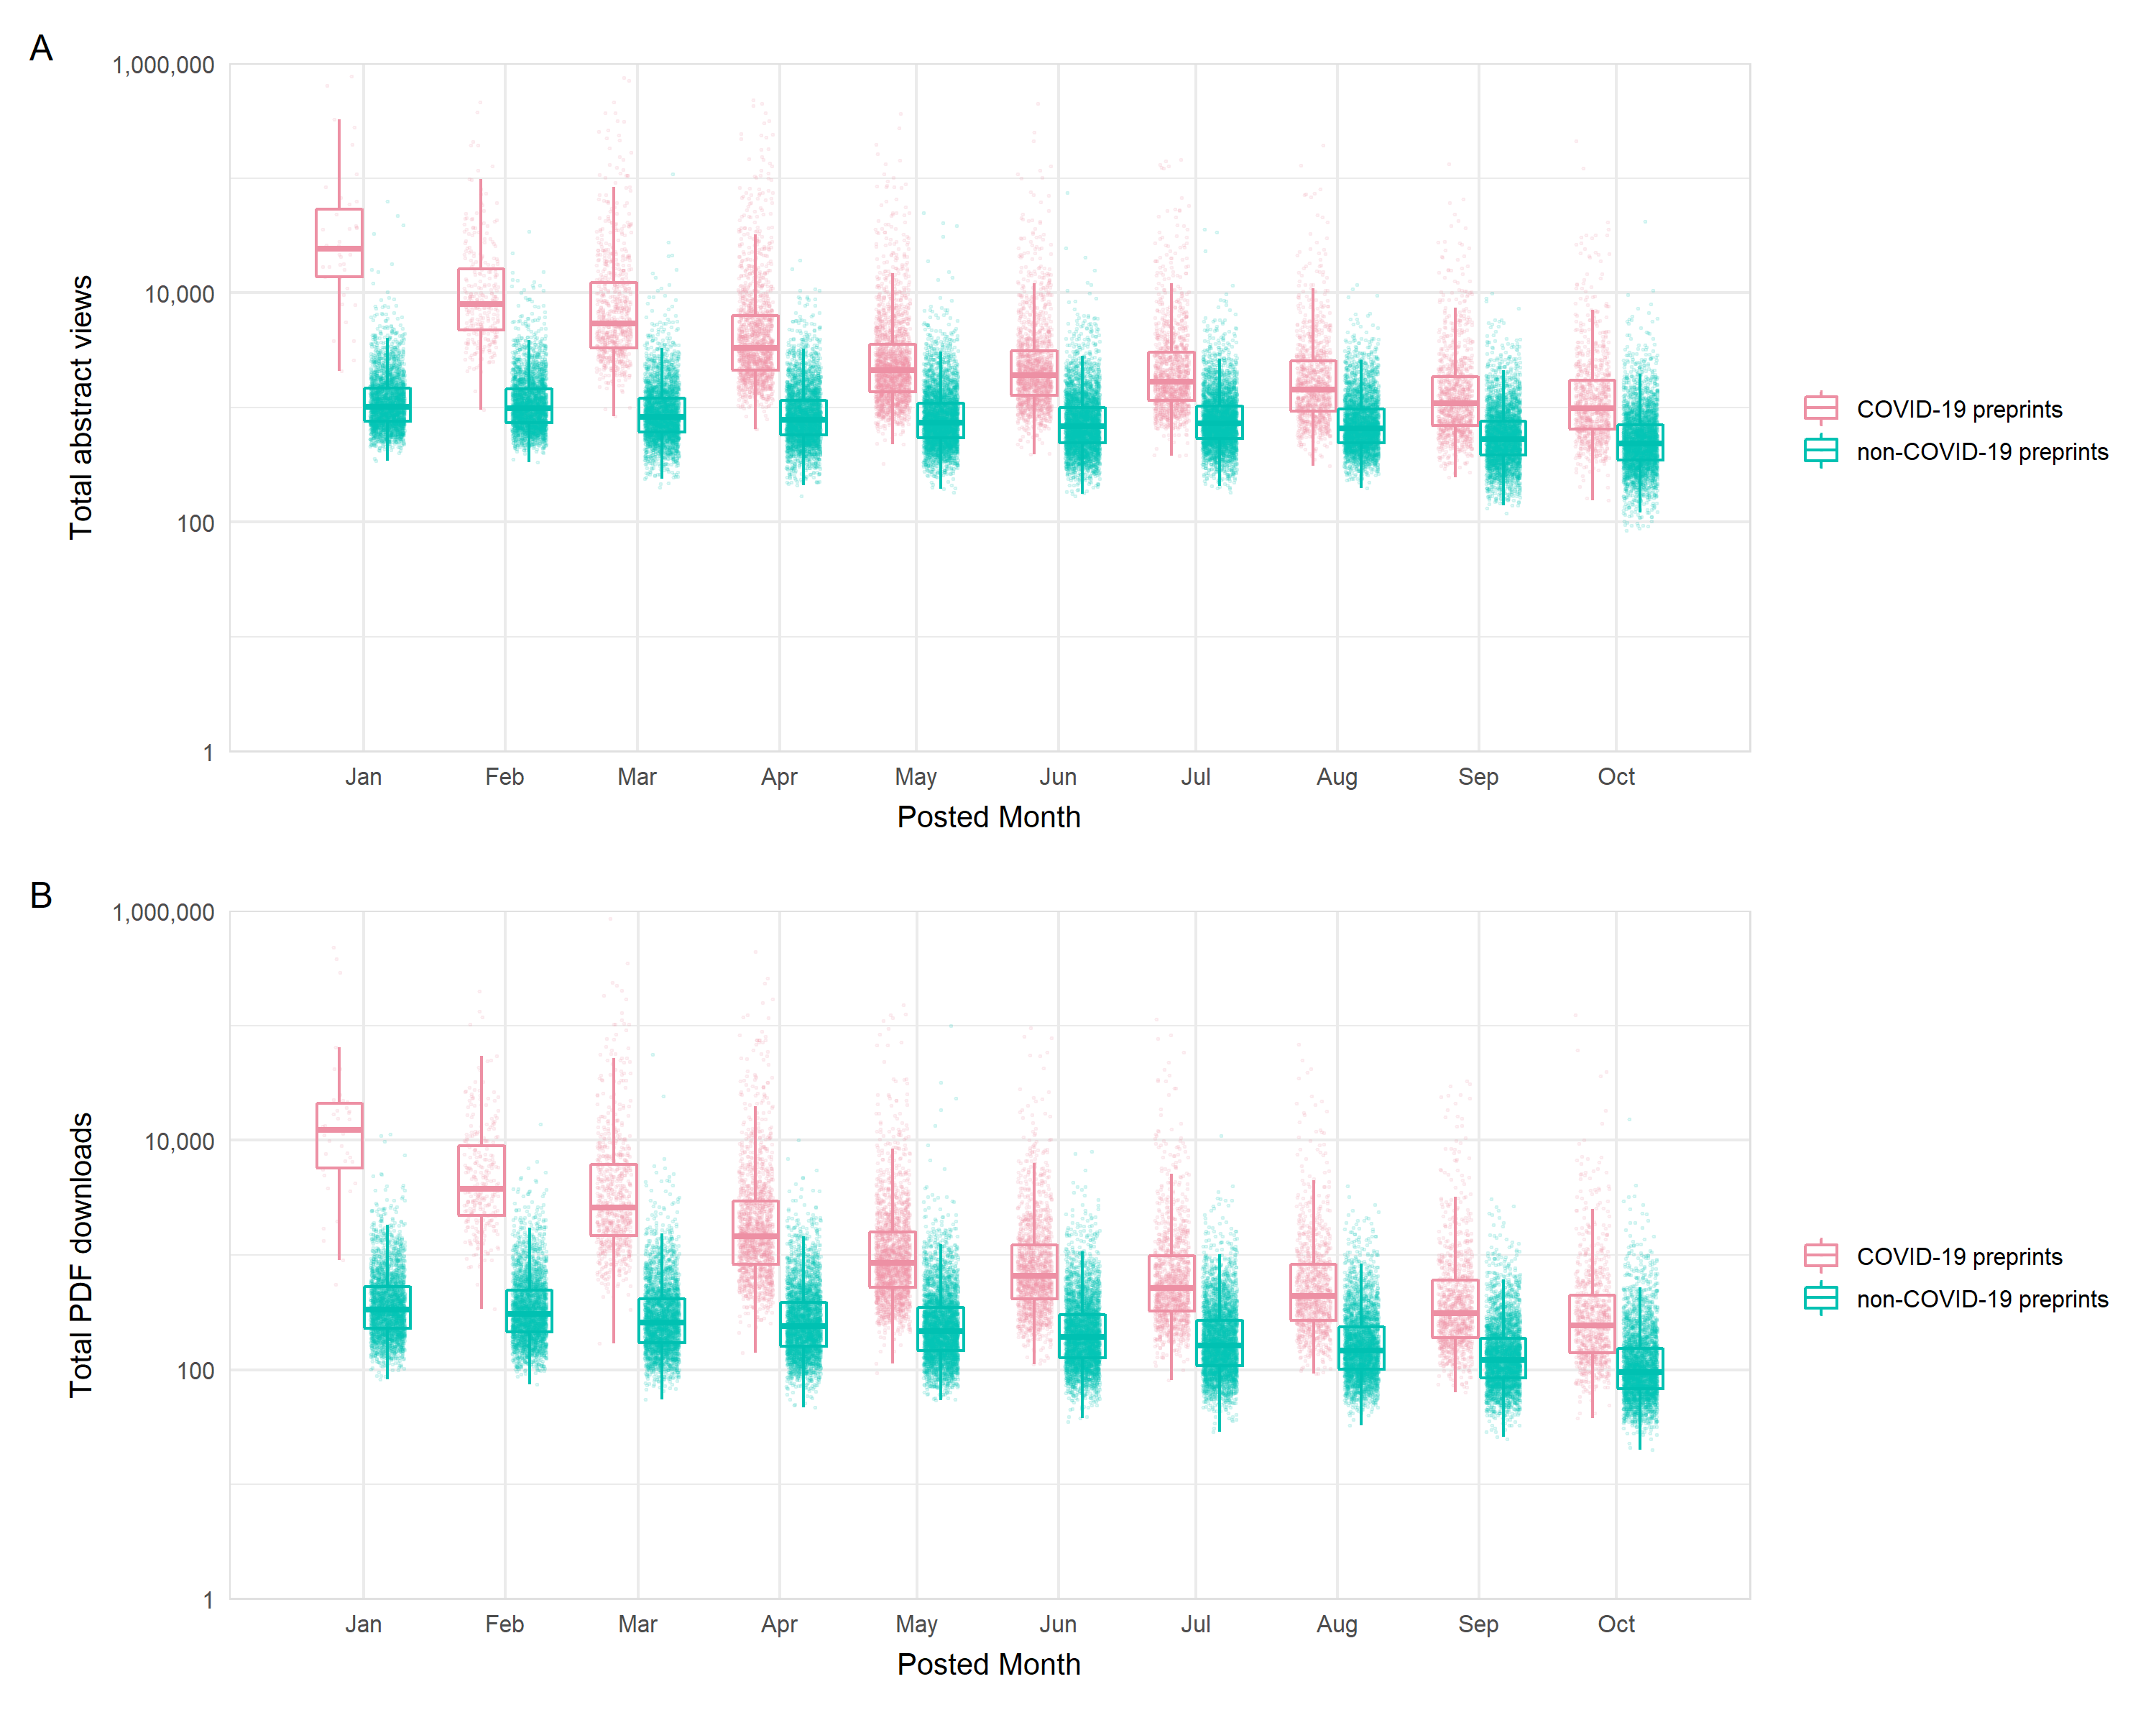 A
1,000,000
10,000
100
1
Total abstract views
Jan Feb Mar Apr May Jun Jul Aug Sep Oct
Posted Month
COVID-19 preprints
non-COVID-19 preprints
B
1,000,000
10,000
100
1
Total PDF downloads
Jan Feb Mar Apr May Jun Jul Aug Sep Oct
Posted Month
COVID-19 preprints
non-COVID-19 preprints